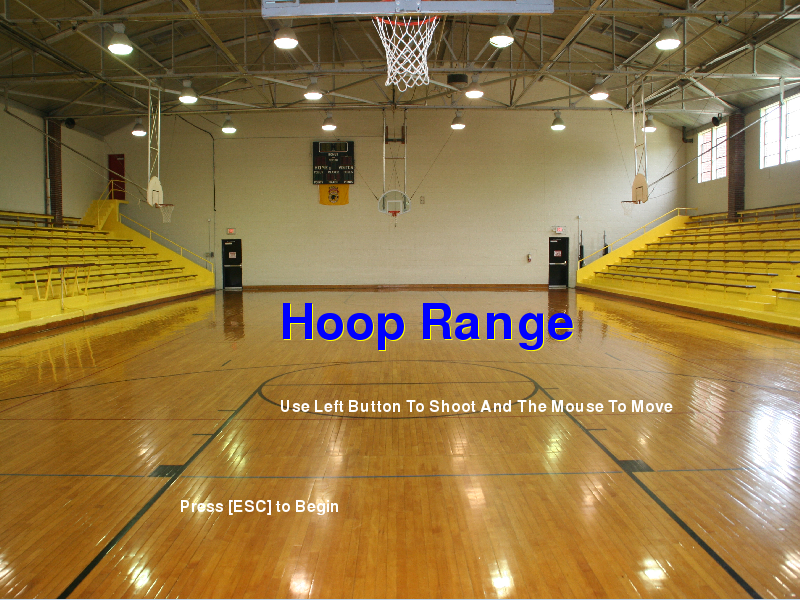 Hoop Range
Use Left Button To Shoot And The Mouse To Move
Press [ESC] to Begin